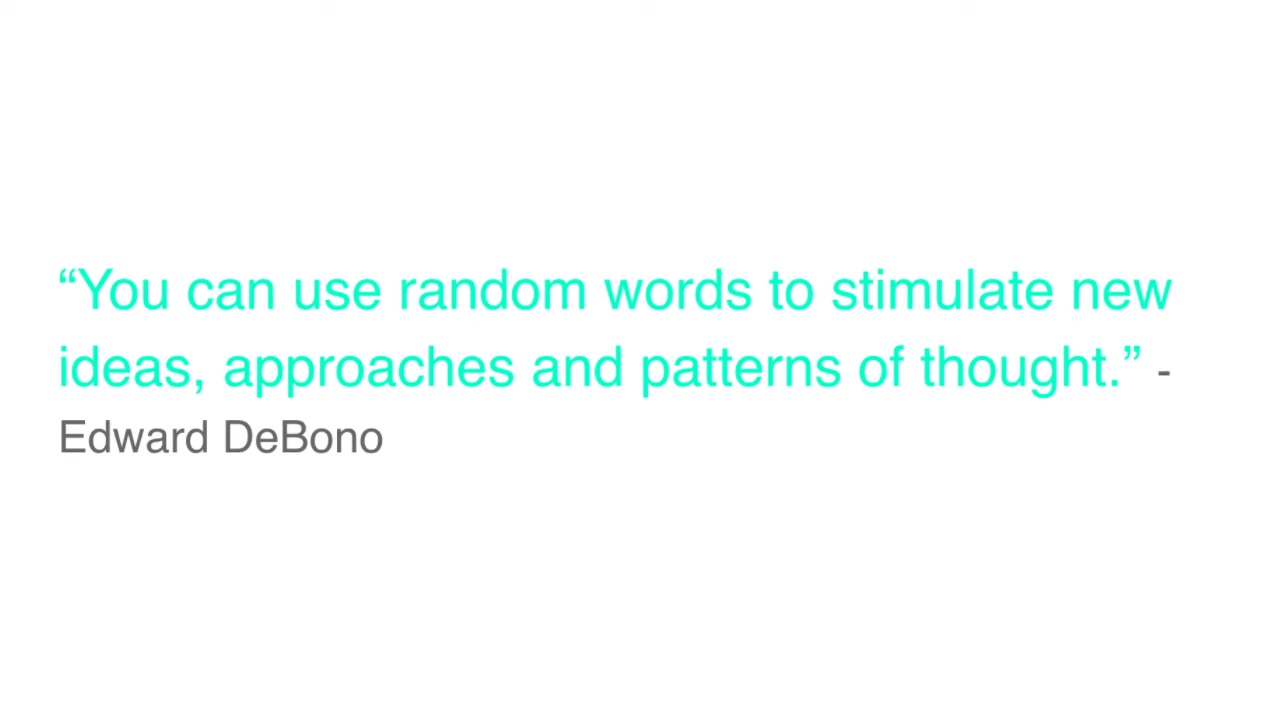 “You can use random words to stimulate new
ideas, approaches and patterns of thought.” -
Edward DeBono